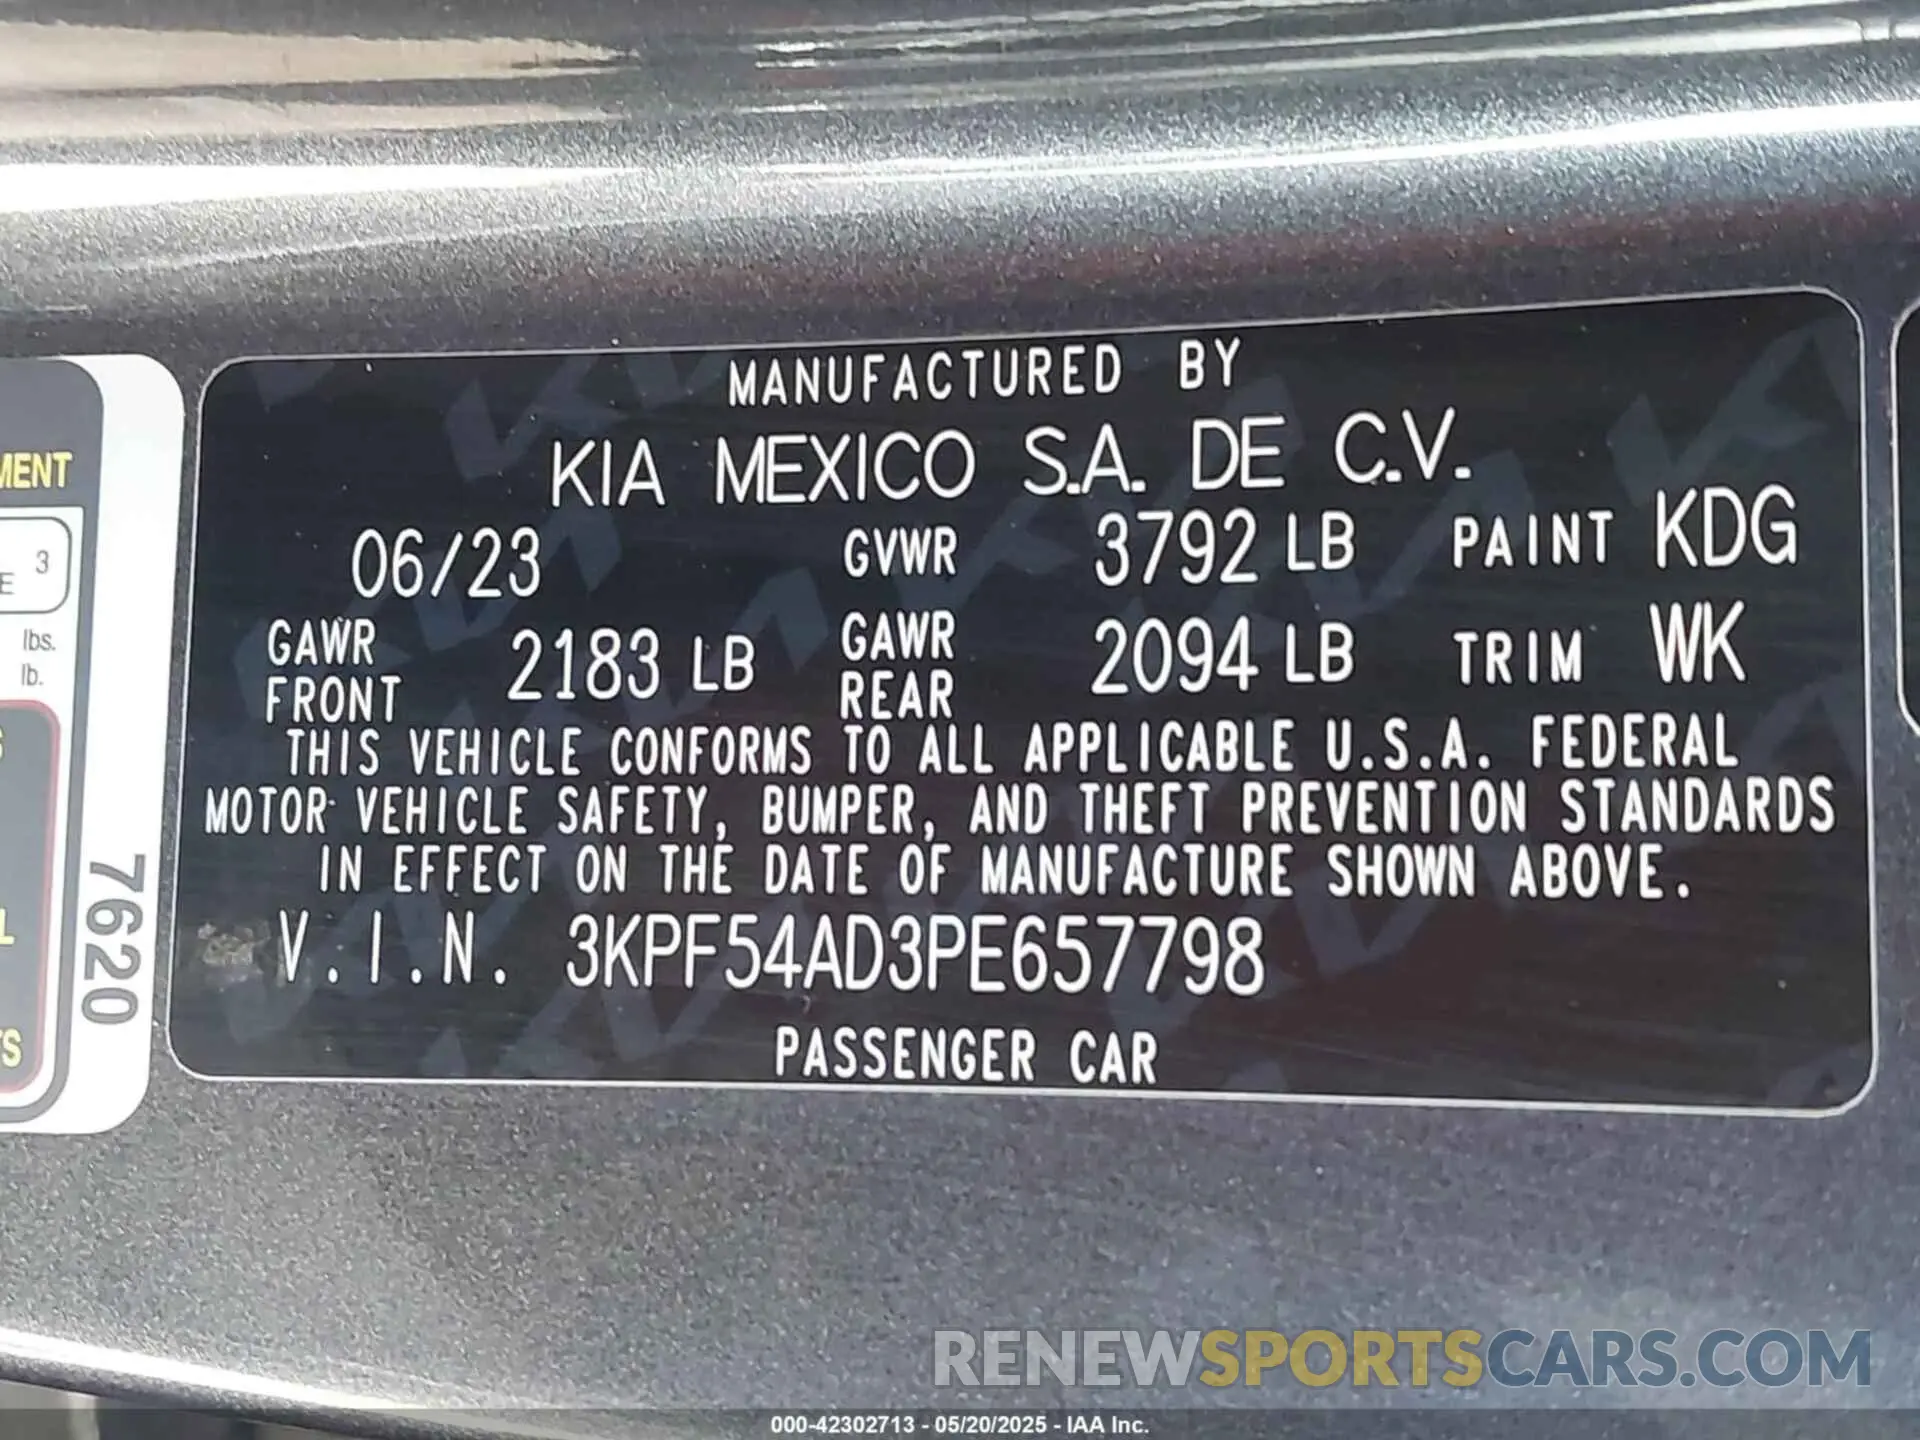 MANUFACTURED BY
KIA MEXICO S.A. DE C.V.
06/23 GVWR 3792 LB PAINT KDG
GAWR FRONT 2183 LB GAWR REAR 2094 LB TRIM WK
THIS VEHICLE CONFORMS TO ALL APPLICABLE U.S.A. FEDERAL
MOTOR VEHICLE SAFETY, BUMPER, AND THEFT PREVENTION STANDARDS
IN EFFECT ON THE DATE OF MANUFACTURE SHOWN ABOVE.
V.I.N. 3KPF54AD3PE657798
PASSENGER CAR
3
lbs.
lb.
7620
RENEWSPORTSCARS.COM
000-42302713 - 05/20/2025 - IAA Inc.